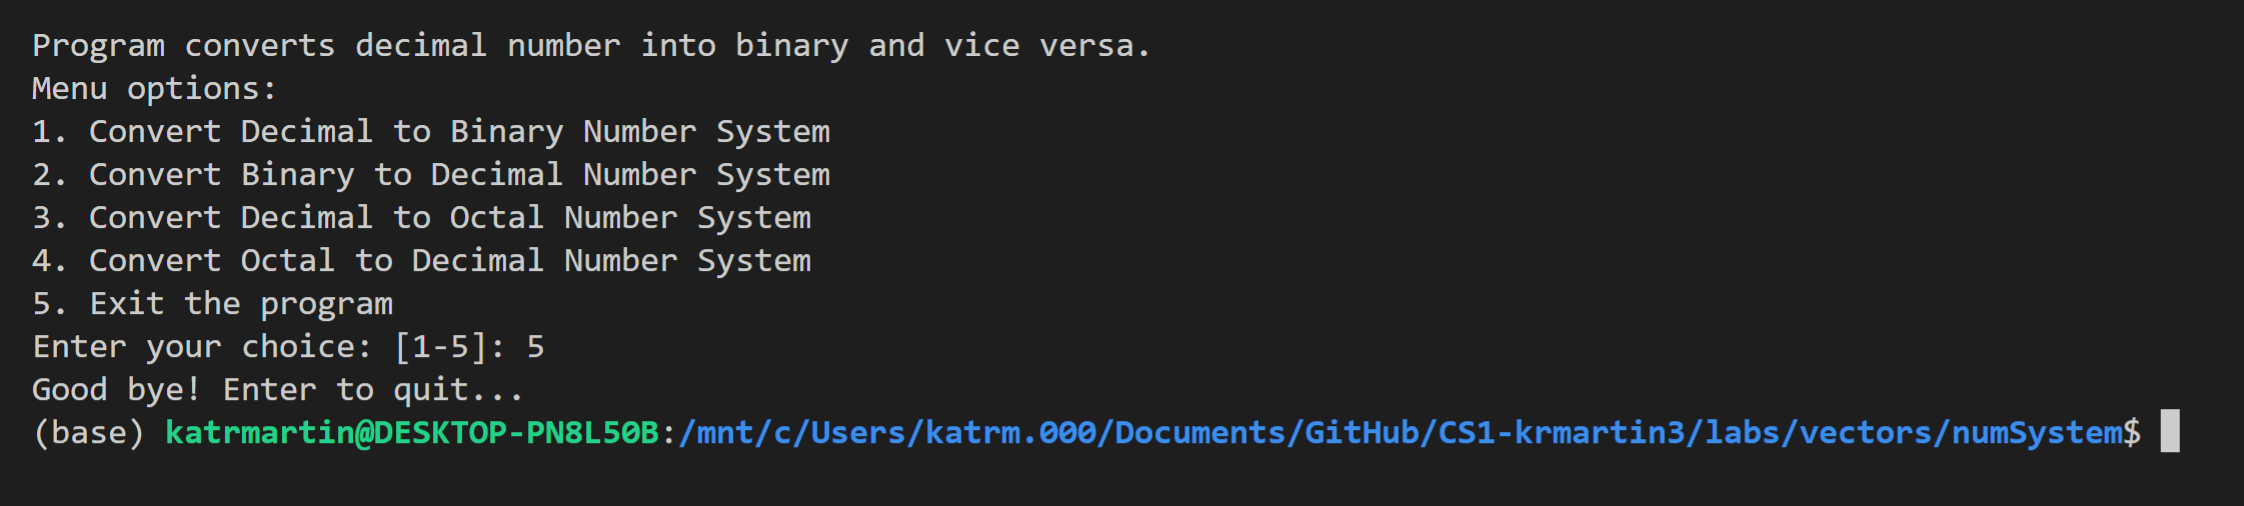 Program converts decimal number into binary and vice versa.
Menu options:
1. Convert Decimal to Binary Number System
2. Convert Binary to Decimal Number System
3. Convert Decimal to Octal Number System
4. Convert Octal to Decimal Number System
5. Exit the program
Enter your choice: [1-5]: 5
Good bye! Enter to quit...
(base) katrmartin@DESKTOP-PN8L50B:/mnt/c/Users/katrm.000/Documents/GitHub/CS1-krmartin3/labs/vectors/numSystem$